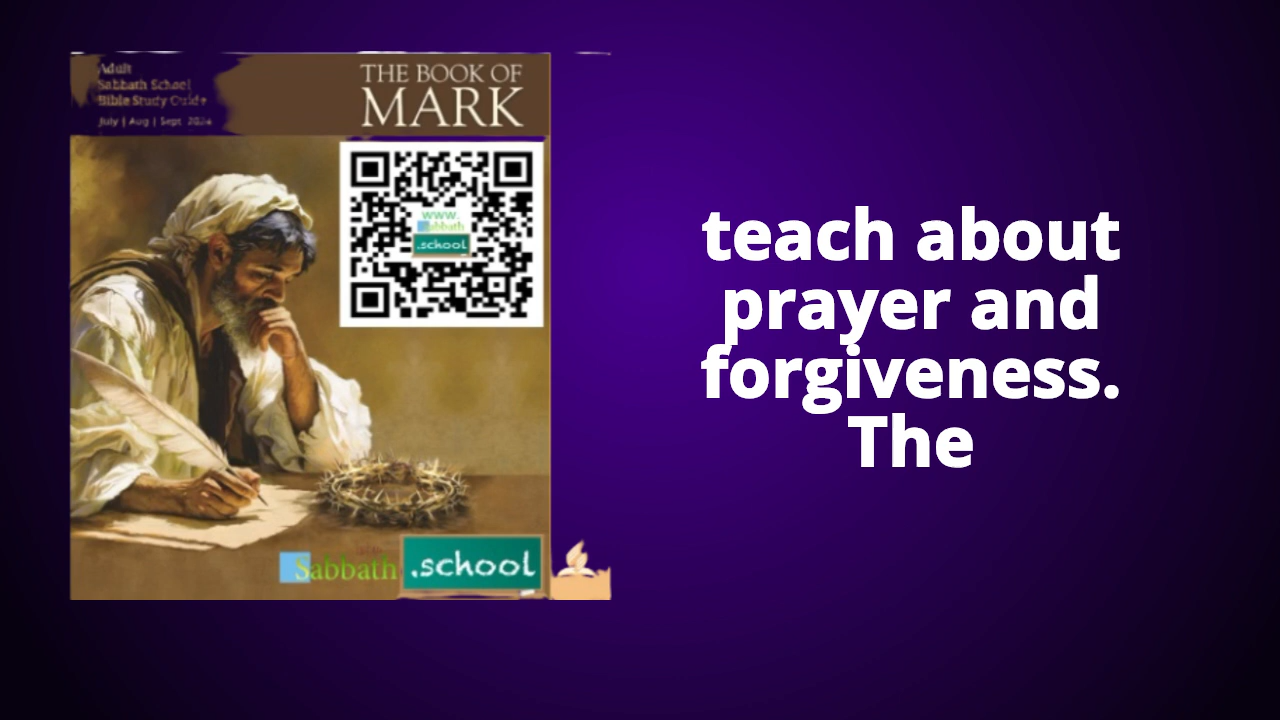 Adult
Sabbath School
Bible Study Guide
July | Aug | Sept 2024
THE BOOK OF
MARK
www.
Sabbath
.school
Sabbath .school
teach about
prayer and
forgiveness.
The